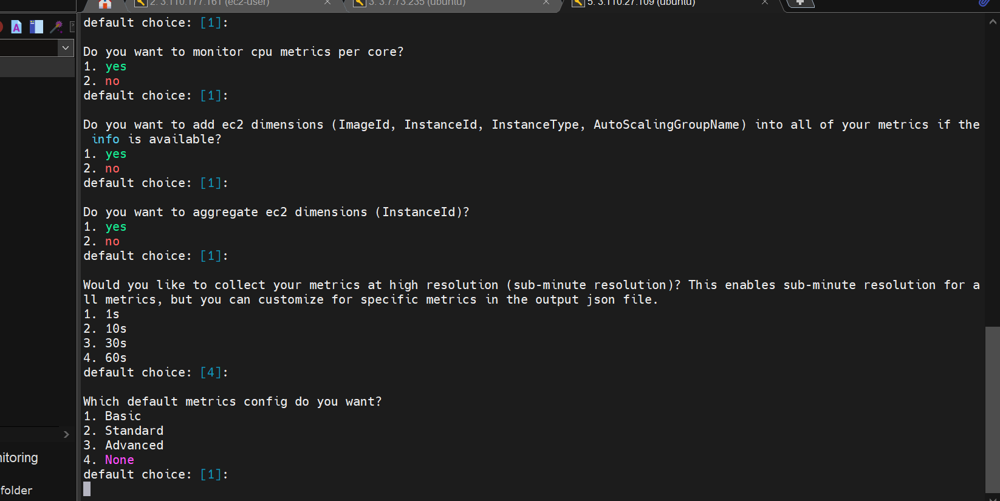 2. 3.110.177.161 (ec2-user)
3. 3.7.73.235 (ubuntu)
5. 3.110.27.109 (ubuntu)
default choice: [1]:
Do you want to monitor cpu metrics per core?
1. yes
2. no
default choice: [1]:
Do you want to add ec2 dimensions (ImageId, InstanceId, InstanceType, AutoScalingGroupName) into all of your metrics if the
info is available?
1. yes
2. no
default choice: [1]:
Do you want to aggregate ec2 dimensions (InstanceId)?
1. yes
2. no
default choice: [1]:
Would you like to collect your metrics at high resolution (sub-minute resolution)? This enables sub-minute resolution for a
ll metrics, but you can customize for specific metrics in the output json file.
1. 1s
2. 10s
3. 30s
4. 60s
default choice: [4]:
Which default metrics config do you want?
1. Basic
2. Standard
3. Advanced
4. None
default choice: [1]:
nitoring
folder